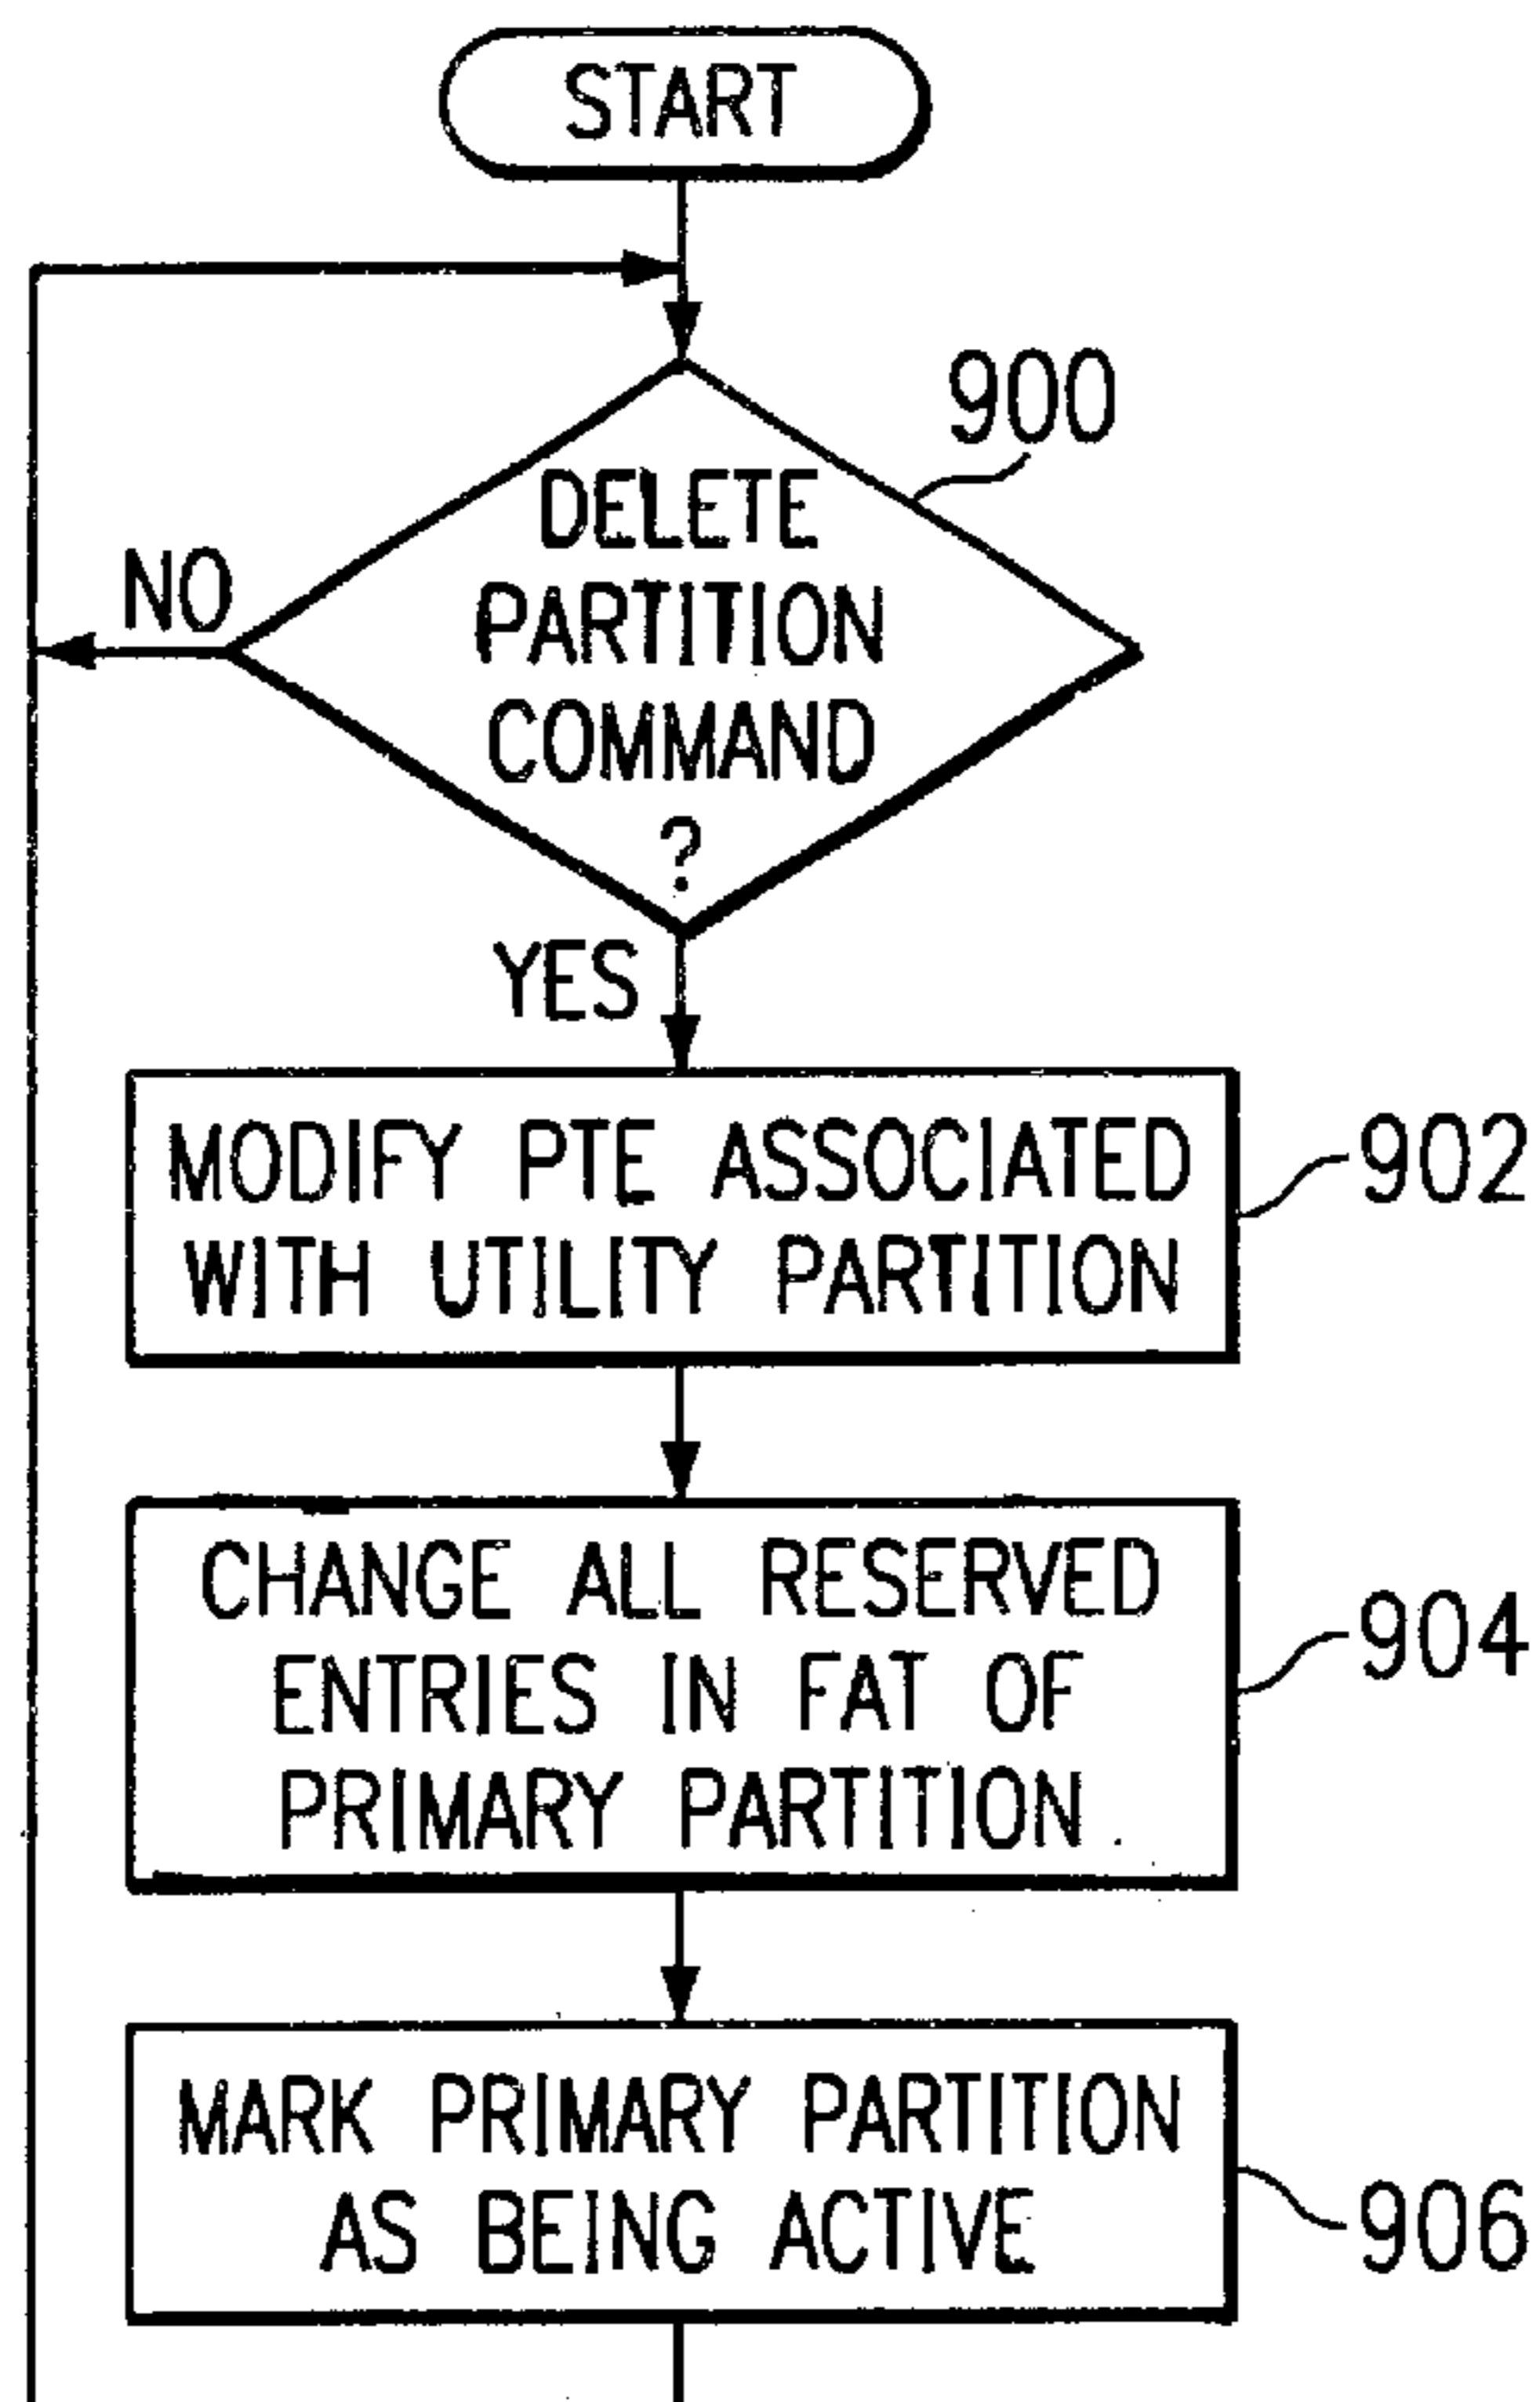 START
900
DELETE
PARTITION
COMMAND
?
NO
YES
MODIFY PTE ASSOCIATED
WITH UTILITY PARTITION
902
CHANGE ALL RESERVED
ENTRIES IN FAT OF
PRIMARY PARTITION
904
MARK PRIMARY PARTITION
AS BEING ACTIVE
906